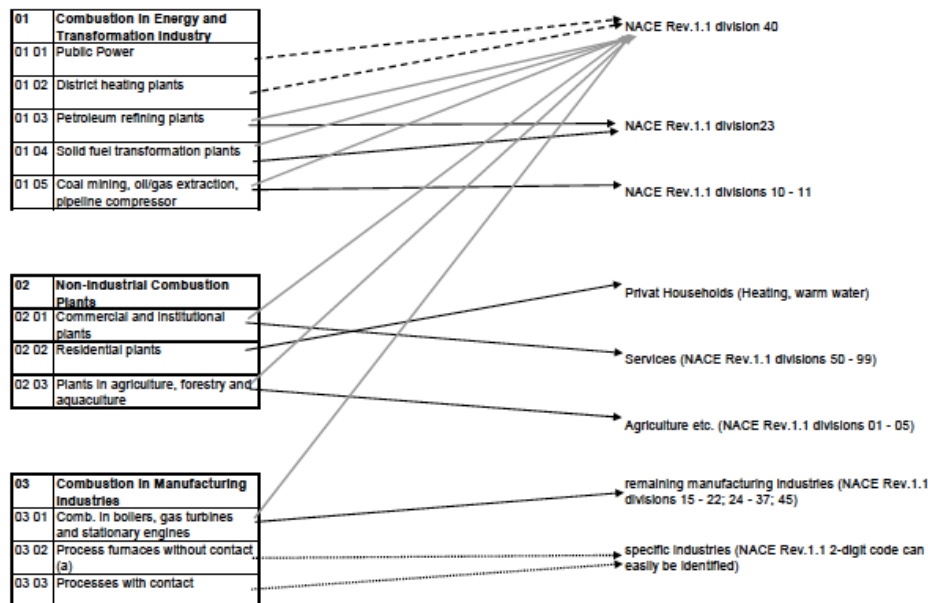 01 Combustion in Energy and
Transformation Industry
01 01 Public Power
01 02 District heating plants
01 03 Petroleum refining plants
01 04 Solid fuel transformation plants
01 05 Coal mining, oil/gas extraction,
pipeline compressor
NACE Rev.1.1 division 40
NACE Rev.1.1 division23
NACE Rev.1.1 divisions 10 - 11
02 Non-industrial Combustion
Plants
02 01 Commercial and institutional
plants
02 02 Residential plants
02 03 Plants in agriculture, forestry and
aquaculture
Privat Households (Heating, warm water)
Services (NACE Rev.1.1 divisions 50 - 99)
Agriculture etc. (NACE Rev.1.1 divisions 01 - 05)
03 Combustion in Manufacturing
Industries
03 01 Comb. in boilers, gas turbines
and stationary engines
03 02 Process furnaces without contact
(a)
03 03 Processes with contact
remaining manufacturing industries (NACE Rev.1.1
divisions 15 - 22; 24 - 37; 45)
specific industries (NACE Rev.1.1 2-digit code can
easily be identified)